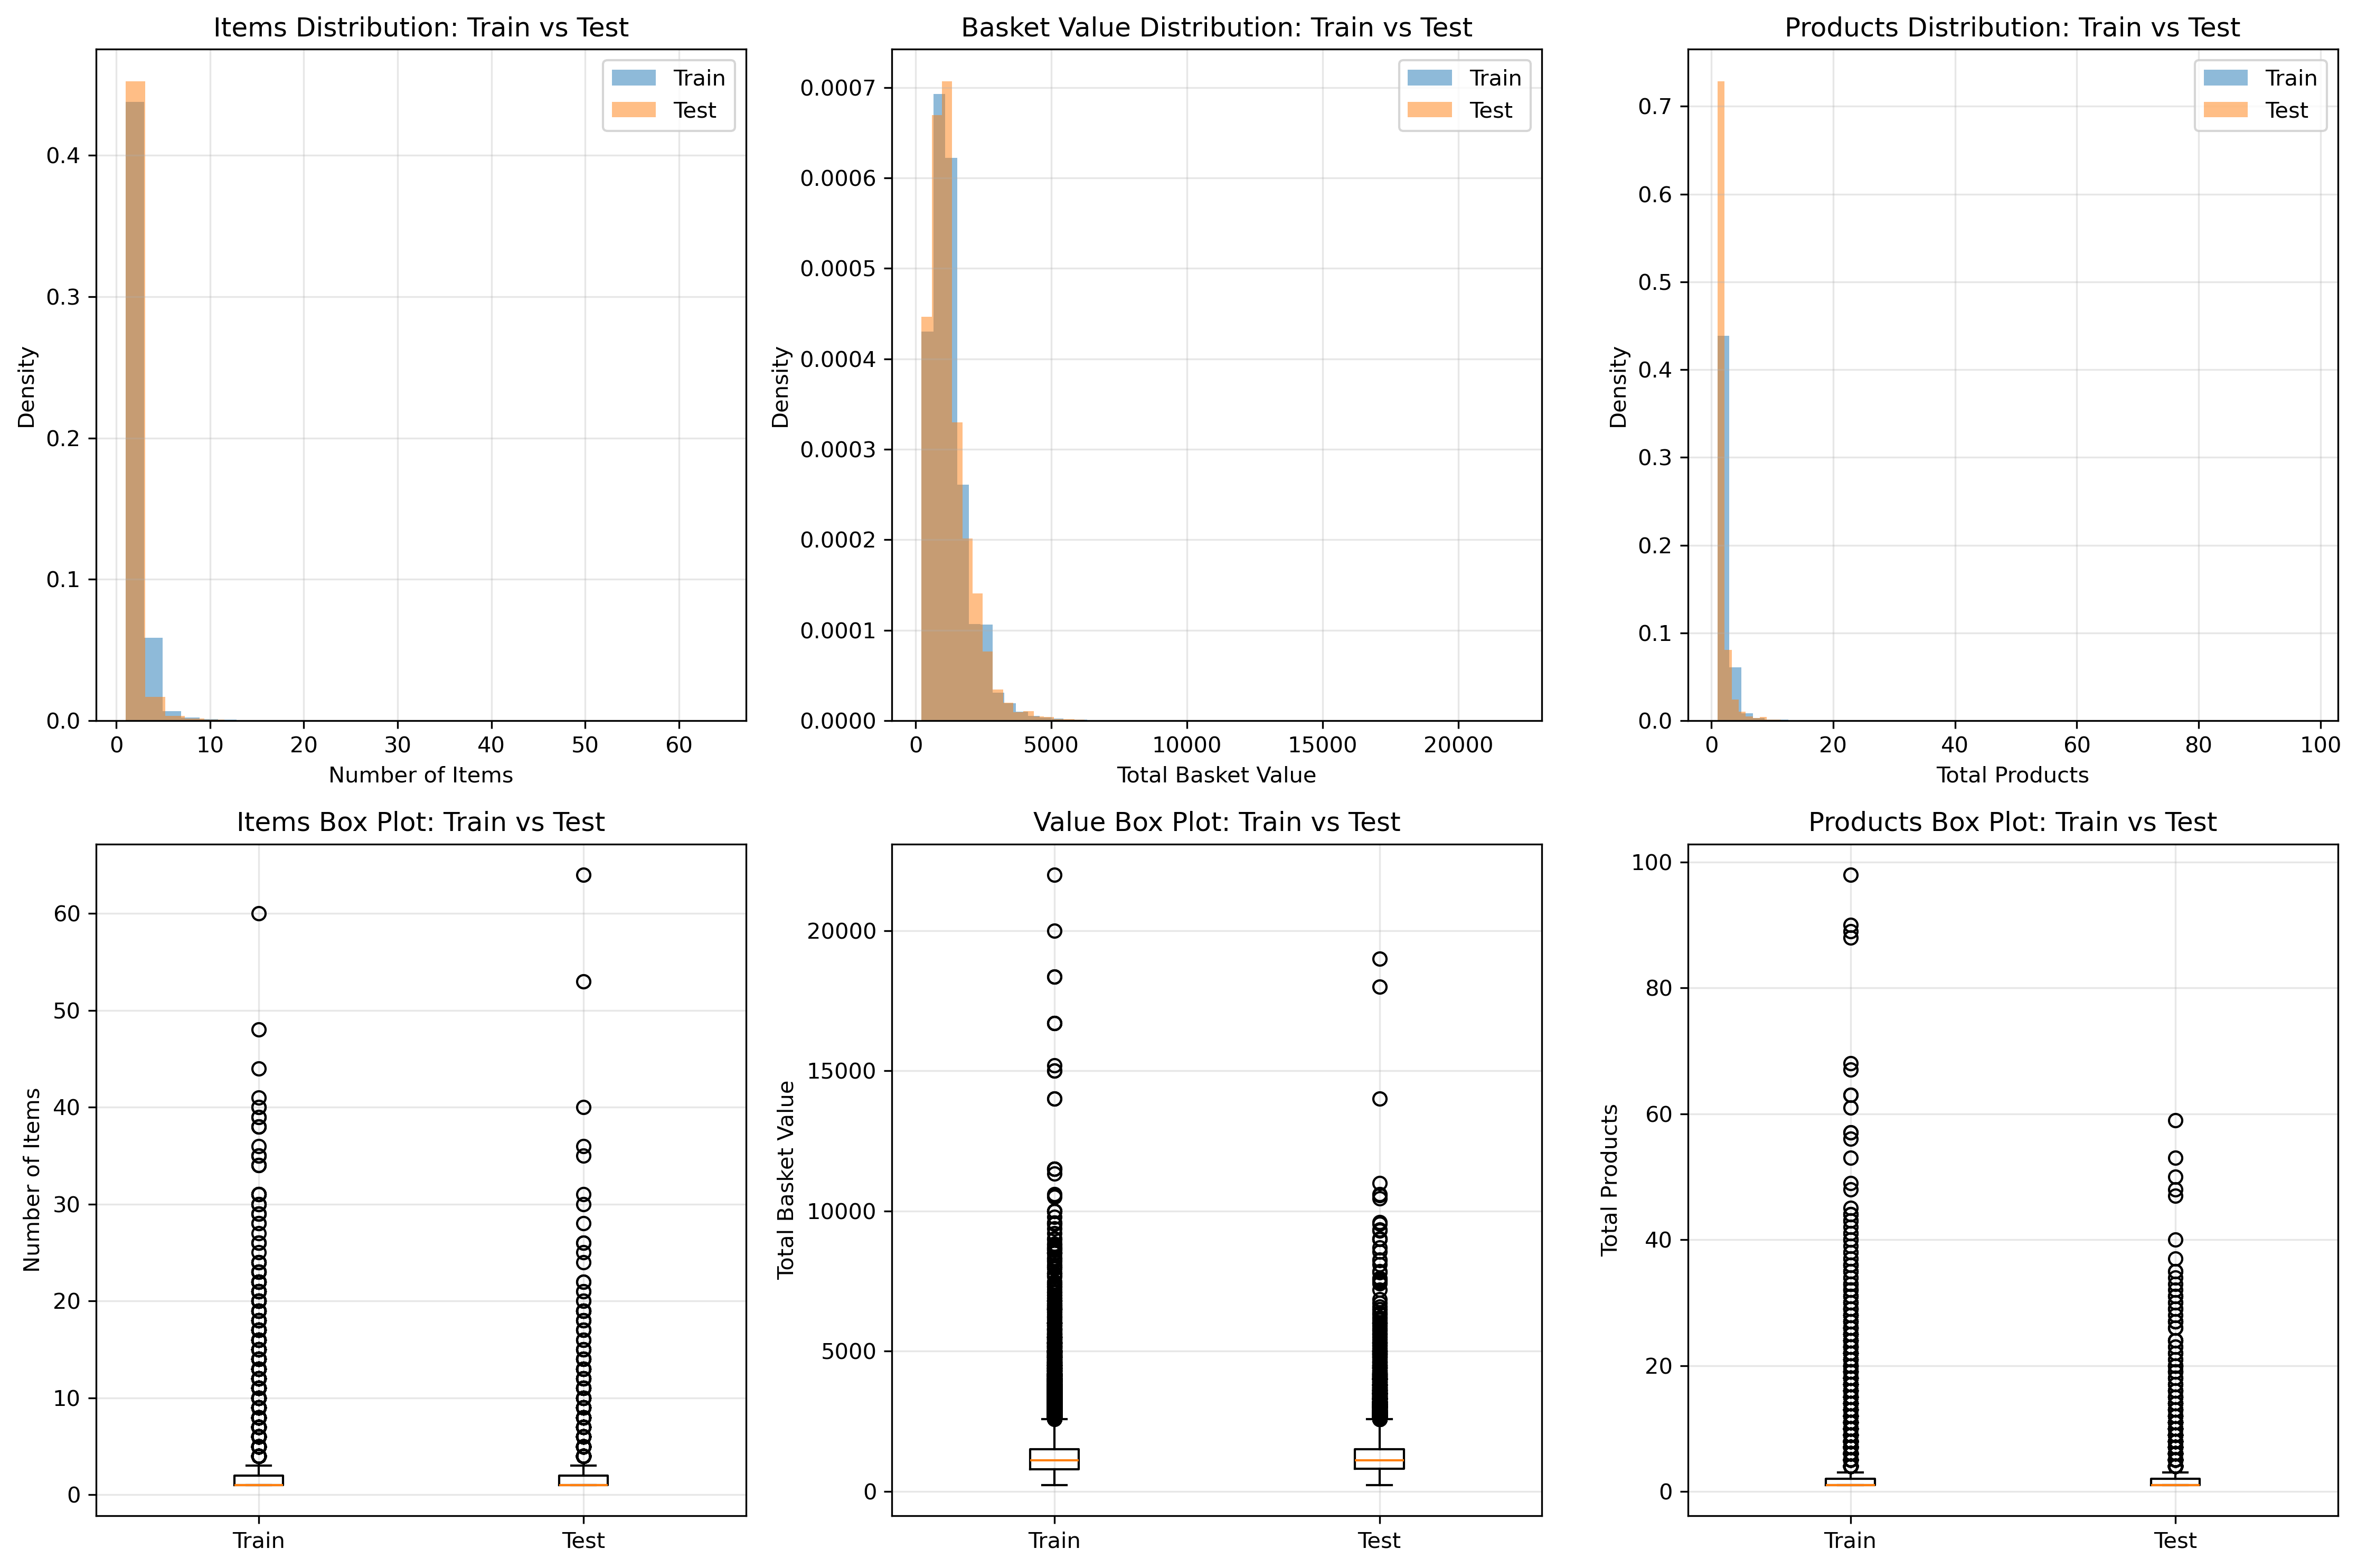 Items Distribution: Train vs Test
Train
Test
0.4
0.3
0.2
0.1
0.0
Density
0 10 20 30 40 50 60
Number of Items
Basket Value Distribution: Train vs Test
Train
Test
0.0007
0.0006
0.0005
0.0004
0.0003
0.0002
0.0001
0.0000
Density
0 5000 10000 15000 20000
Total Basket Value
Products Distribution: Train vs Test
Train
Test
0.7
0.6
0.5
0.4
0.3
0.2
0.1
0.0
Density
0 20 40 60 80 100
Total Products
Items Box Plot: Train vs Test
60
50
40
30
20
10
0
Number of Items
Train Test
Value Box Plot: Train vs Test
20000
15000
10000
5000
0
Total Basket Value
Train Test
Products Box Plot: Train vs Test
100
80
60
40
20
0
Total Products
Train Test